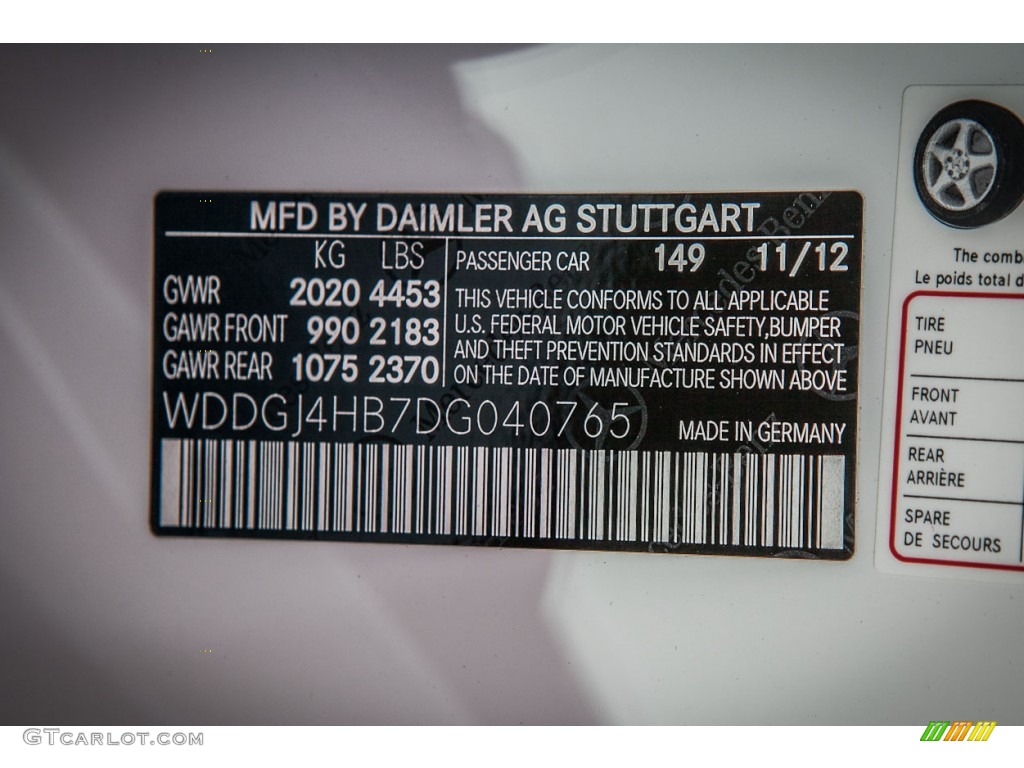 MFD BY DAIMLER AG STUTTGART
KG LBS
PASSENGER CAR 149 11/12
GVWR 2020 4453
GAWR FRONT 990 2183
GAWR REAR 1075 2370
THIS VEHICLE CONFORMS TO ALL APPLICABLE
U.S. FEDERAL MOTOR VEHICLE SAFETY,BUMPER
AND THEFT PREVENTION STANDARDS IN EFFECT
ON THE DATE OF MANUFACTURE SHOWN ABOVE
WDDGJ4HB7DG040765
MADE IN GERMANY
The comb
Le poids total d
TIRE
PNEU
FRONT
AVANT
REAR
ARRIÈRE
SPARE
DE SECOURS
GTCARLOT.COM